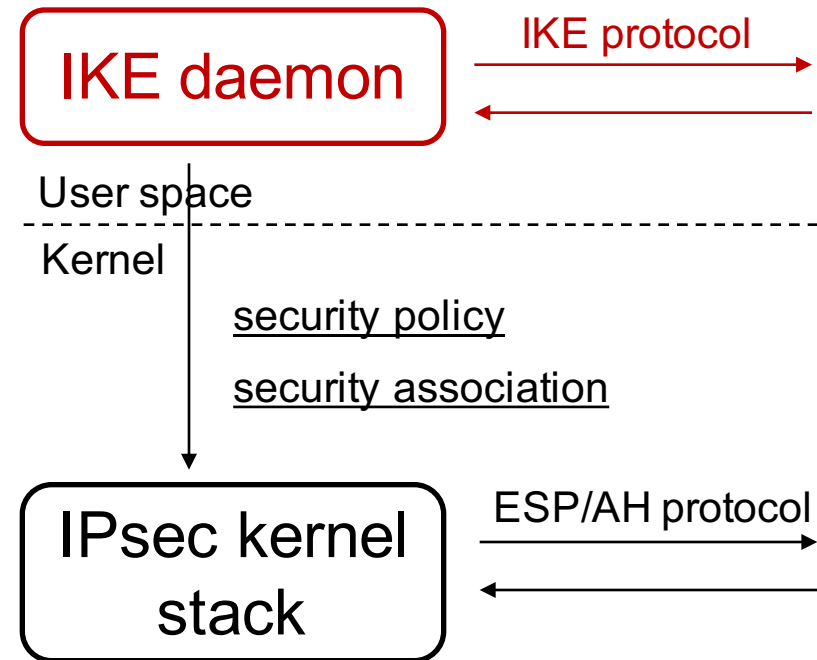 IKE daemon
IKE protocol
User space
Kernel
security policy
security association
IPsec kernel
stack
ESP/AH protocol